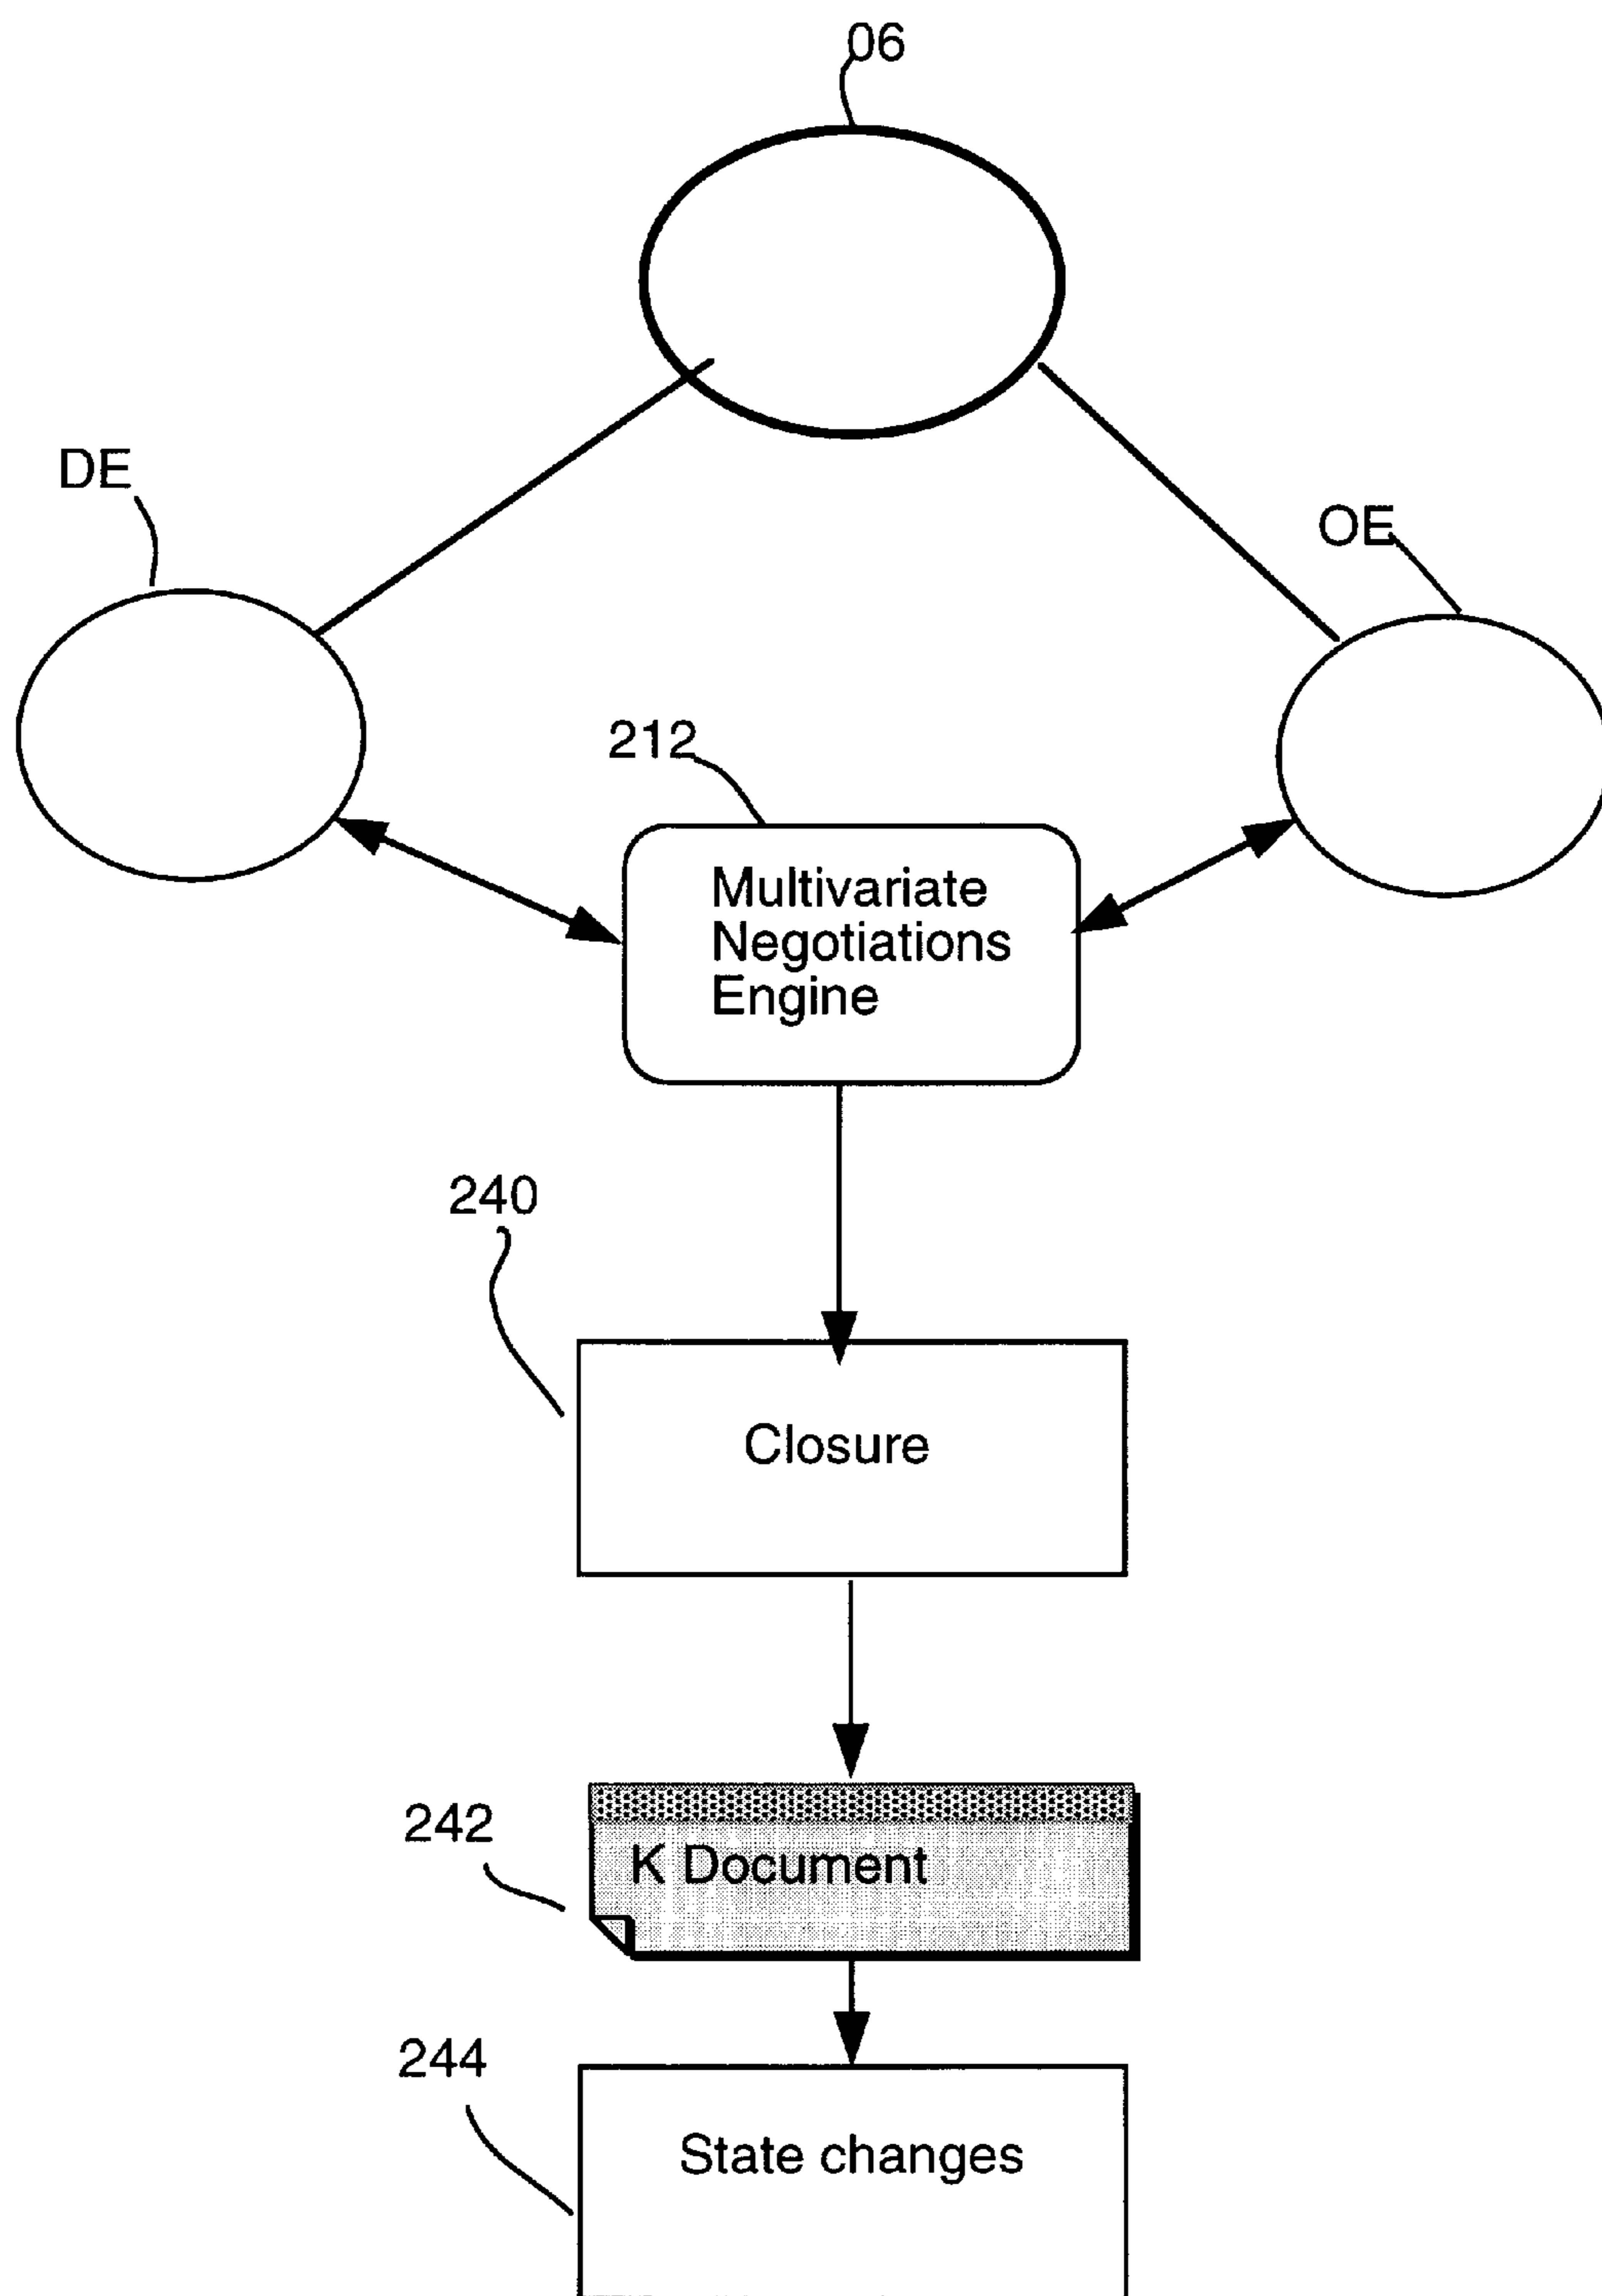 06
DE
OE
212
Multivariate
Negotiations
Engine
240
Closure
242
K Document
244
State changes